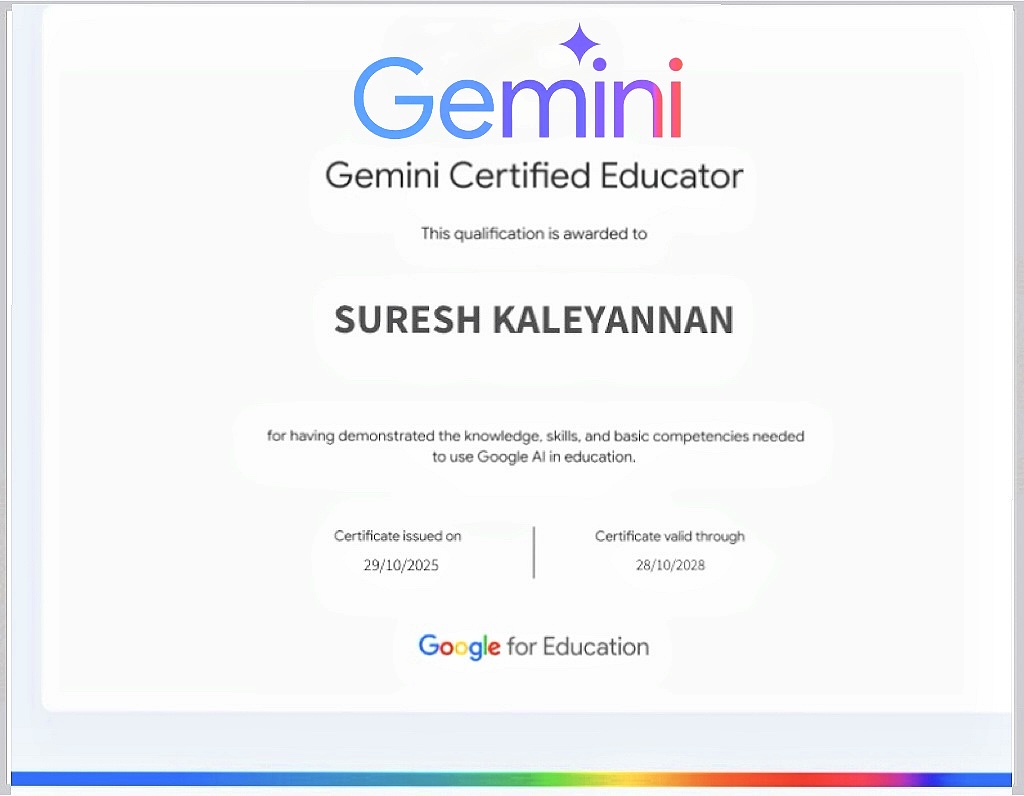 Gemini
Gemini Certified Educator
This qualification is awarded to
SURESH KALEYANNAN
for having demonstrated the knowledge, skills, and basic competencies needed
to use Google AI in education.
Certificate issued on
29/10/2025
Certificate valid through
28/10/2028
Google for Education